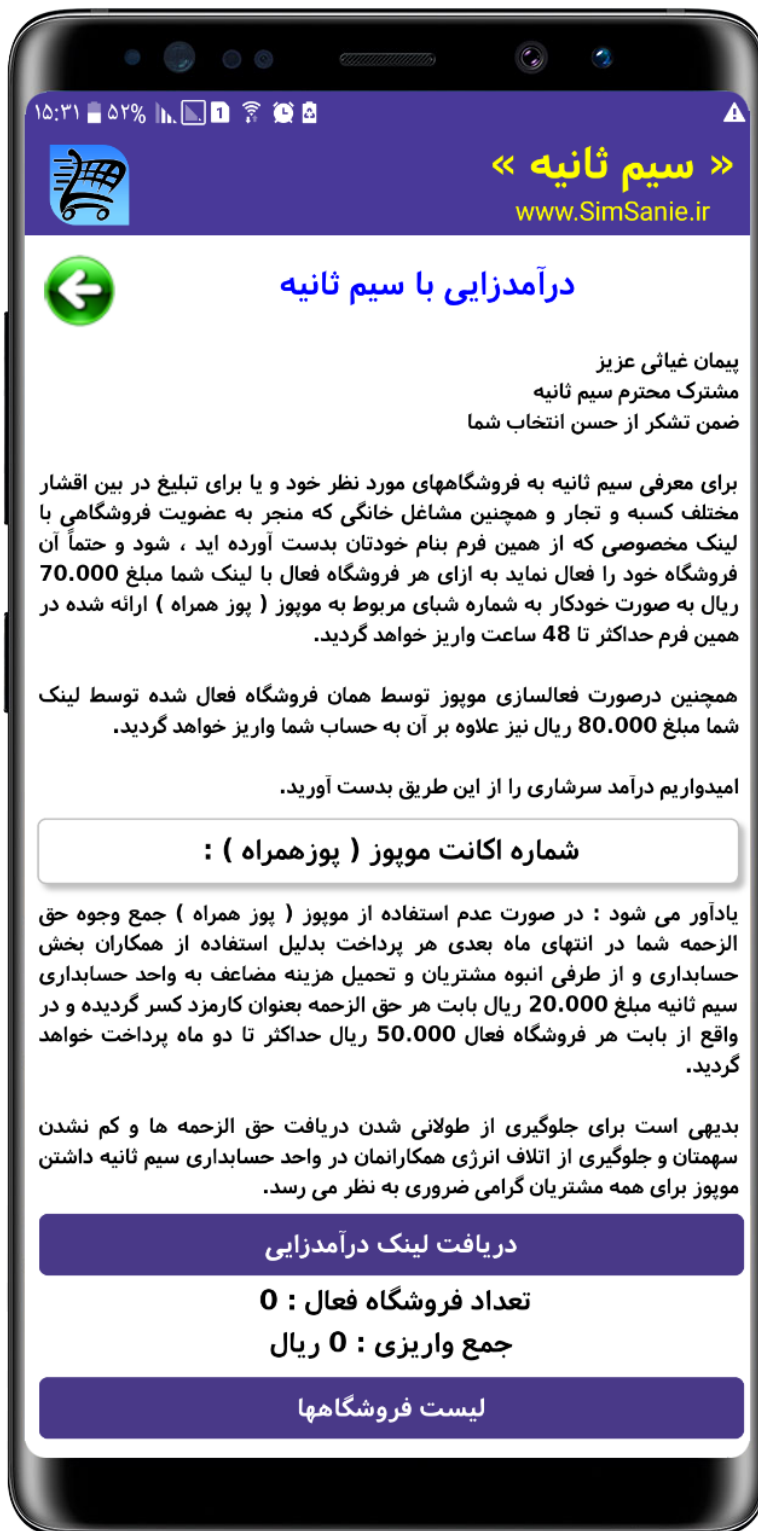 ۱۵:۳۱ ۵۲% 1
« سیم ثانیه »
www.SimSanie.ir
درآمدزایی با سیم ثانیه
پیمان غیاثی عزیز
مشترک محترم سیم ثانیه
ضمن تشکر از حسن انتخاب شما
برای معرفی سیم ثانیه به فروشگاههای مورد نظر خود و یا برای تبلیغ در بین اقشار
مختلف کسبه و تجار و همچنین مشاغل خانگی که منجر به عضویت فروشگاهی با
لینک مخصوصی که از همین فرم بنام خودتان بدست آورده اید ، شود و حتماً آن
فروشگاه خود را فعال نماید به ازای هر فروشگاه فعال با لینک شما مبلغ 70.000
ریال به صورت خودکار به شماره شبای مربوط به موپوز ( پوز همراه ) ارائه شده در
همین فرم حداکثر تا 48 ساعت واریز خواهد گردید.
همچنین درصورت فعالسازی موپوز توسط همان فروشگاه فعال شده توسط لینک
شما مبلغ 80.000 ریال نیز علاوه بر آن به حساب شما واریز خواهد گردید.
امیدواریم درآمد سرشاری را از این طریق بدست آورید.
شماره اکانت موپوز ( پوزهمراه ) :
یادآور می شود : در صورت عدم استفاده از موپوز ( پوز همراه ) جمع وجوه حق
الزحمه شما در انتهای ماه بعدی هر پرداخت بدلیل استفاده از همکاران بخش
حسابداری و از طرفی انبوه مشتریان و تحمیل هزینه مضاعف به واحد حسابداری
سیم ثانیه مبلغ 20.000 ریال بابت هر حق الزحمه بعنوان کارمزد کسر گردیده و در
واقع از بابت هر فروشگاه فعال 50.000 ریال حداکثر تا دو ماه پرداخت خواهد
گردید.
بدیهی است برای جلوگیری از طولانی شدن دریافت حق الزحمه ها و کم نشدن
سهمتان و جلوگیری از اتلاف انرژی همکارانمان در واحد حسابداری سیم ثانیه داشتن
موپوز برای همه مشتریان گرامی ضروری به نظر می رسد.
دریافت لینک درآمدزایی
تعداد فروشگاه فعال : 0
جمع واریزی : 0 ریال
لیست فروشگاهها